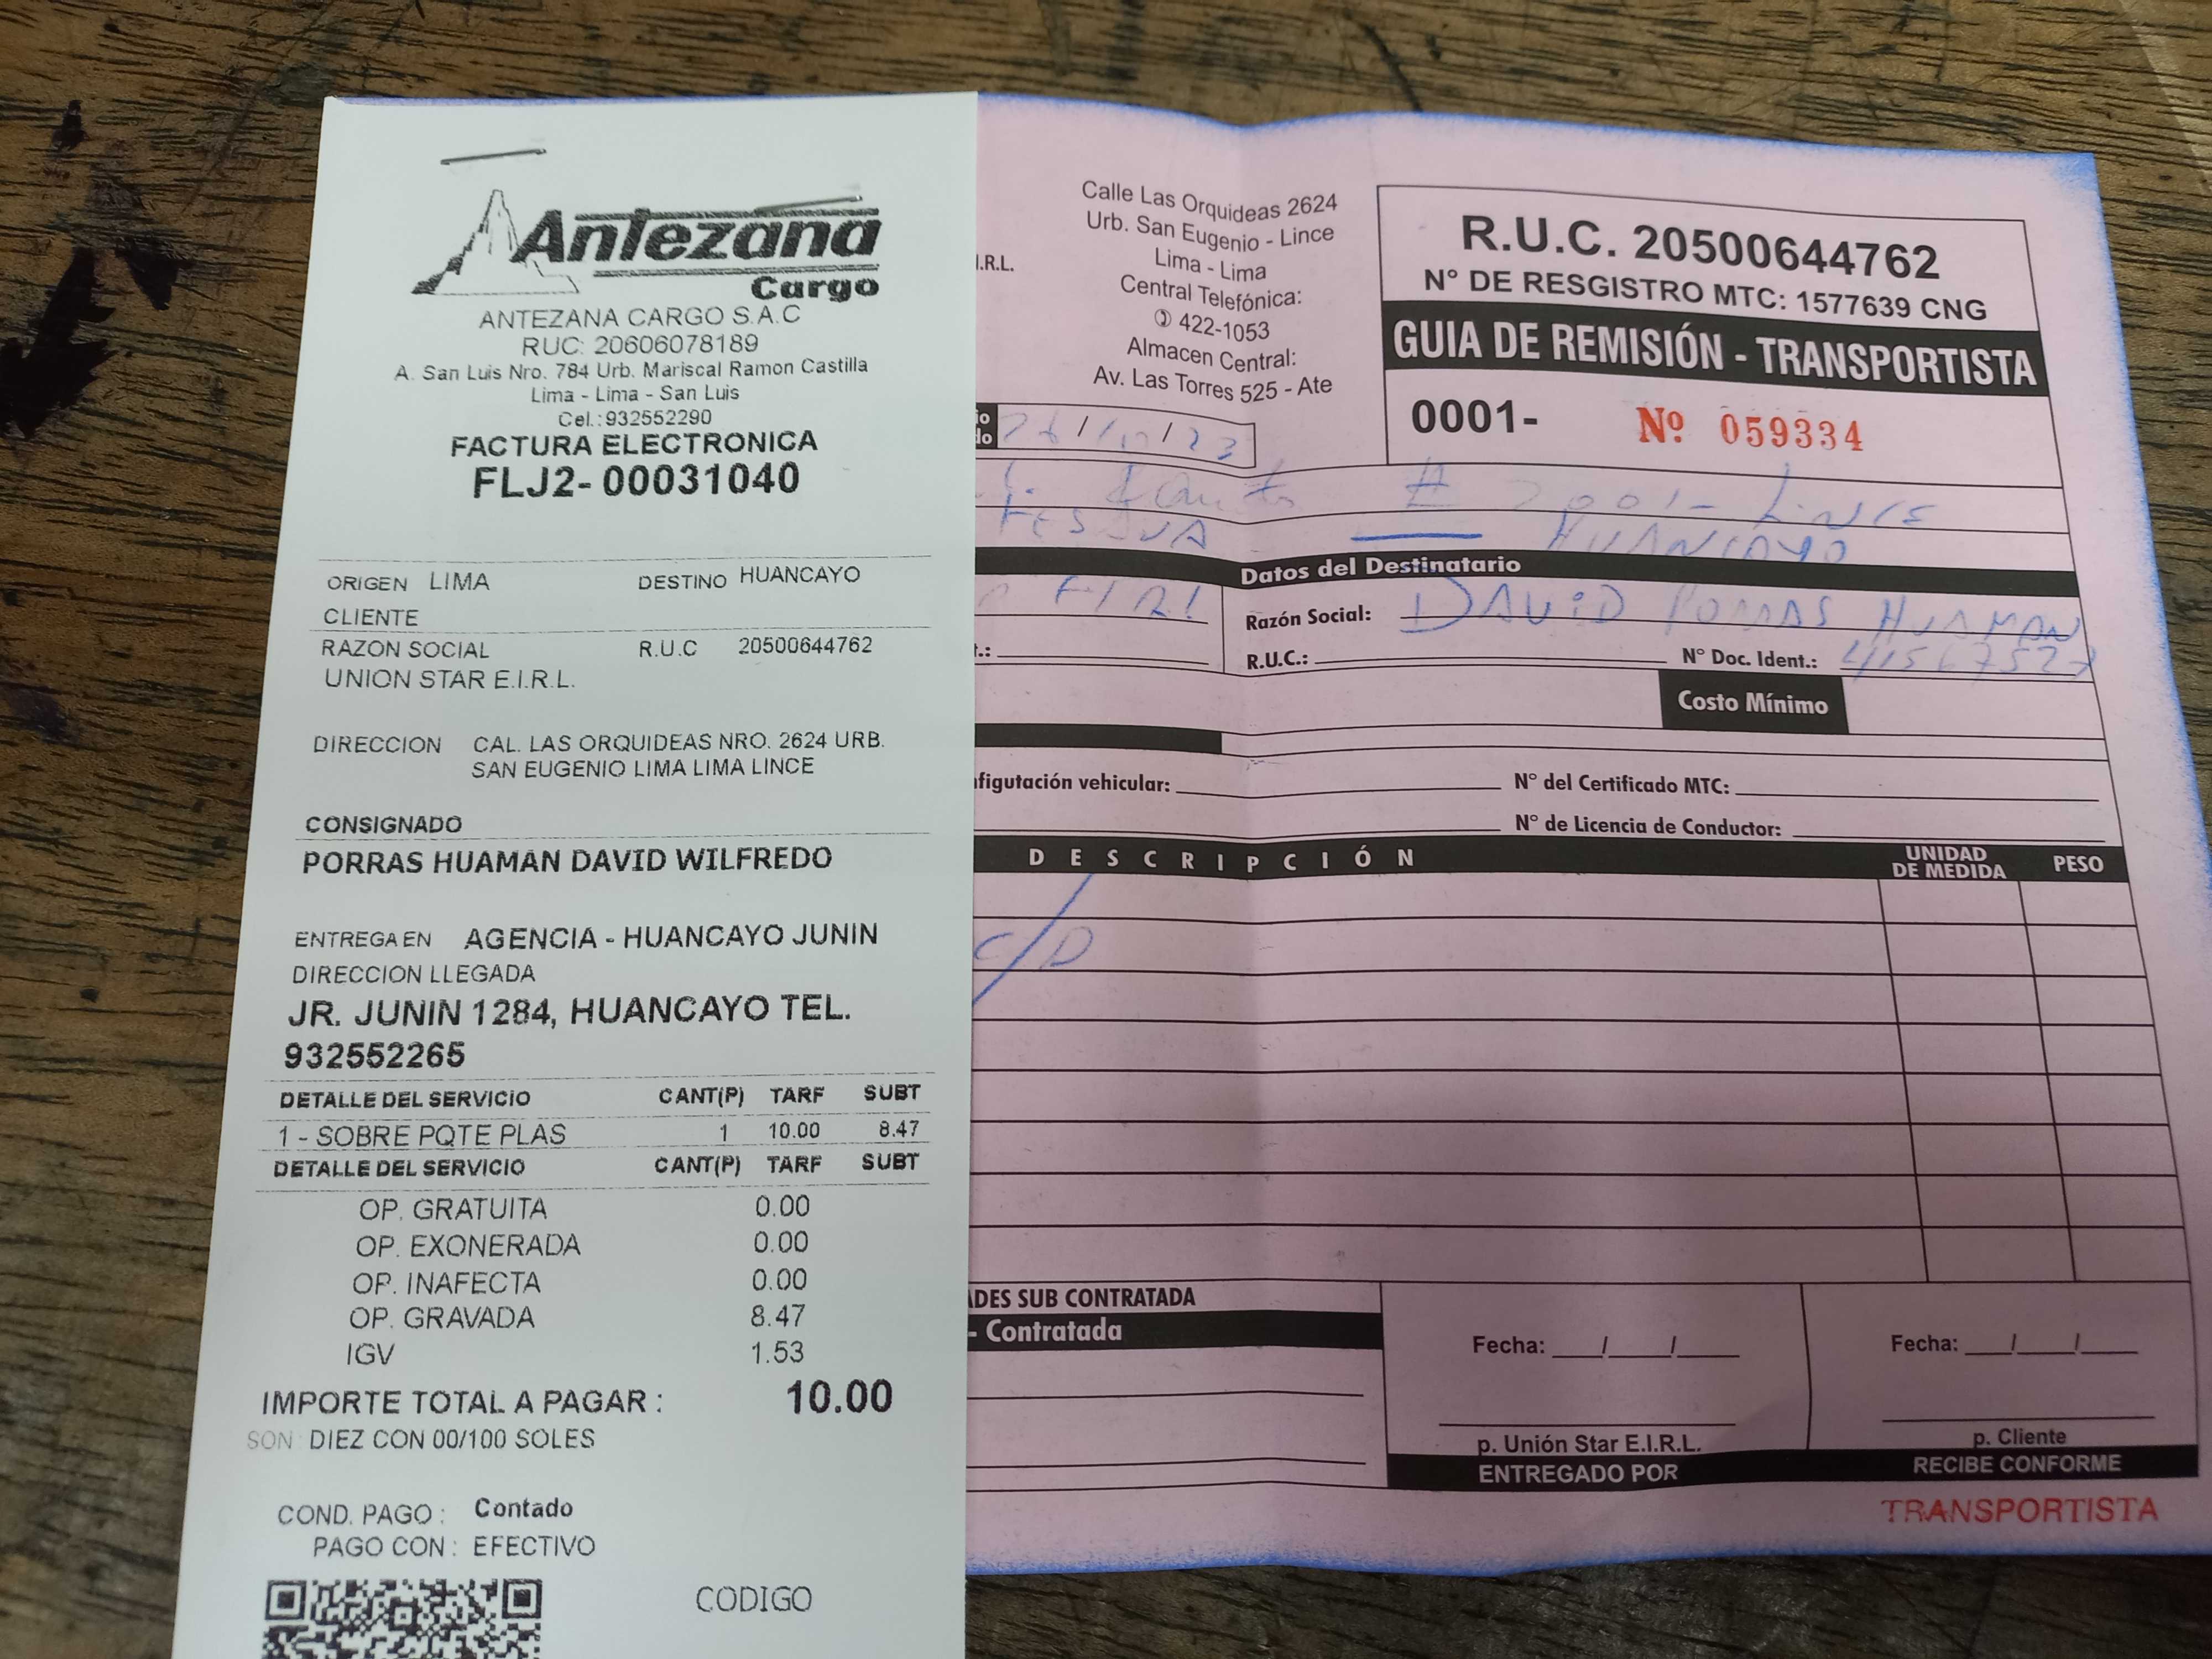 Antezana
Cargo
ANTEZANA CARGO S.A.C
RUC: 20606078189
A. San Luis Nro. 784 Urb. Mariscal Ramon Castilla
Lima - Lima - San Luis
Cel.:932552290
FACTURA ELECTRONICA
FLJ2- 00031040
ORIGEN LIMA DESTINO HUANCAYO
CLIENTE
RAZON SOCIAL R.U.C 20500644762
UNION STAR E.I.R.L.
DIRECCION CAL. LAS ORQUIDEAS NRO. 2624 URB.
SAN EUGENIO LIMA LIMA LINCE
CONSIGNADO
PORRAS HUAMAN DAVID WILFREDO
ENTREGA EN AGENCIA - HUANCAYO JUNIN
DIRECCION LLEGADA
JR. JUNIN 1284, HUANCAYO TEL.
932552265
DETALLE DEL SERVICIO CANT(P) TARF SUBT
1 - SOBRE PQTE PLAS 1 10.00 8.47
DETALLE DEL SERVICIO CANT(P) TARF SUBT
OP. GRATUITA 0.00
OP. EXONERADA 0.00
OP. INAFECTA 0.00
OP. GRAVADA 8.47
IGV 1.53
IMPORTE TOTAL A PAGAR : 10.00
SON: DIEZ CON 00/100 SOLES
COND. PAGO : Contado
PAGO CON : EFECTIVO
CODIGO
I.R.L.
Calle Las Orquideas 2624
Urb. San Eugenio - Lince
Lima - Lima
Central Telefónica:
422-1053
Almacen Central:
Av. Las Torres 525 - Ate
R.U.C. 20500644762
N° DE RESGISTRO MTC: 1577639 CNG
GUIA DE REMISIÓN - TRANSPORTISTA
0001- Nº 059334
HUANCAYO
Datos del Destinatario
Razón Social: DAVID PORRAS HUAMAN
R.U.C.: N° Doc. Ident.: 41567527
Costo Mínimo
figutación vehicular: N° del Certificado MTC:
N° de Licencia de Conductor:
DESCRIPCIÓN UNIDAD DE MEDIDA PESO
C/D
ADES SUB CONTRATADA
- Contratada
Fecha: __/__/__ Fecha: __/__/__
p. Unión Star E.I.R.L. p. Cliente
ENTREGADO POR RECIBE CONFORME
TRANSPORTISTA